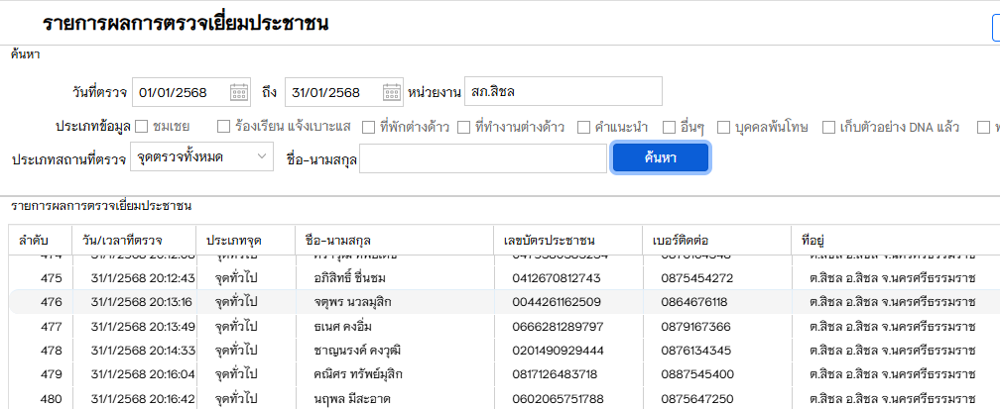 รายการผลการตรวจเยี่ยมประชาชน
ค้นหา
วันที่ตรวจ 01/01/2568 ถึง 31/01/2568 หน่วยงาน สภ.สิชล
ประเภทข้อมูล ชมเชย ร้องเรียน แจ้งเบาะแส ที่พักต่างด้าว ที่ทำงานต่างด้าว คำแนะนำ อื่นๆ บุคคลพ้นโทษ เก็บตัวอย่าง DNA แล้ว
ประเภทสถานที่ตรวจ จุดตรวจทั้งหมด ชื่อ-นามสกุล ค้นหา
รายการผลการตรวจเยี่ยมประชาชน
ลำดับ วัน/เวลาที่ตรวจ ประเภทจุด ชื่อ-นามสกุล เลขบัตรประชาชน เบอร์ติดต่อ ที่อยู่
475 31/1/2568 20:12:43 จุดทั่วไป อภิสิทธิ์ ชื่นชม 0412670812743 0875454272 ต.สิชล อ.สิชล จ.นครศรีธรรมราช
476 31/1/2568 20:13:16 จุดทั่วไป จตุพร นวลมุสิก 0044261162509 0864676118 ต.สิชล อ.สิชล จ.นครศรีธรรมราช
477 31/1/2568 20:13:49 จุดทั่วไป ธเนศ คงอิ่ม 0666281289797 0879167366 ต.สิชล อ.สิชล จ.นครศรีธรรมราช
478 31/1/2568 20:14:33 จุดทั่วไป ชาญนรงค์ คงวุฒิ 0201490929444 0876134345 ต.สิชล อ.สิชล จ.นครศรีธรรมราช
479 31/1/2568 20:16:04 จุดทั่วไป คณิศร ทรัพย์มุสิก 0817126483718 0887545400 ต.สิชล อ.สิชล จ.นครศรีธรรมราช
480 31/1/2568 20:16:42 จุดทั่วไป นฤพล มีสะอาด 0602065751788 0875647250 ต.สิชล อ.สิชล จ.นครศรีธรรมราช